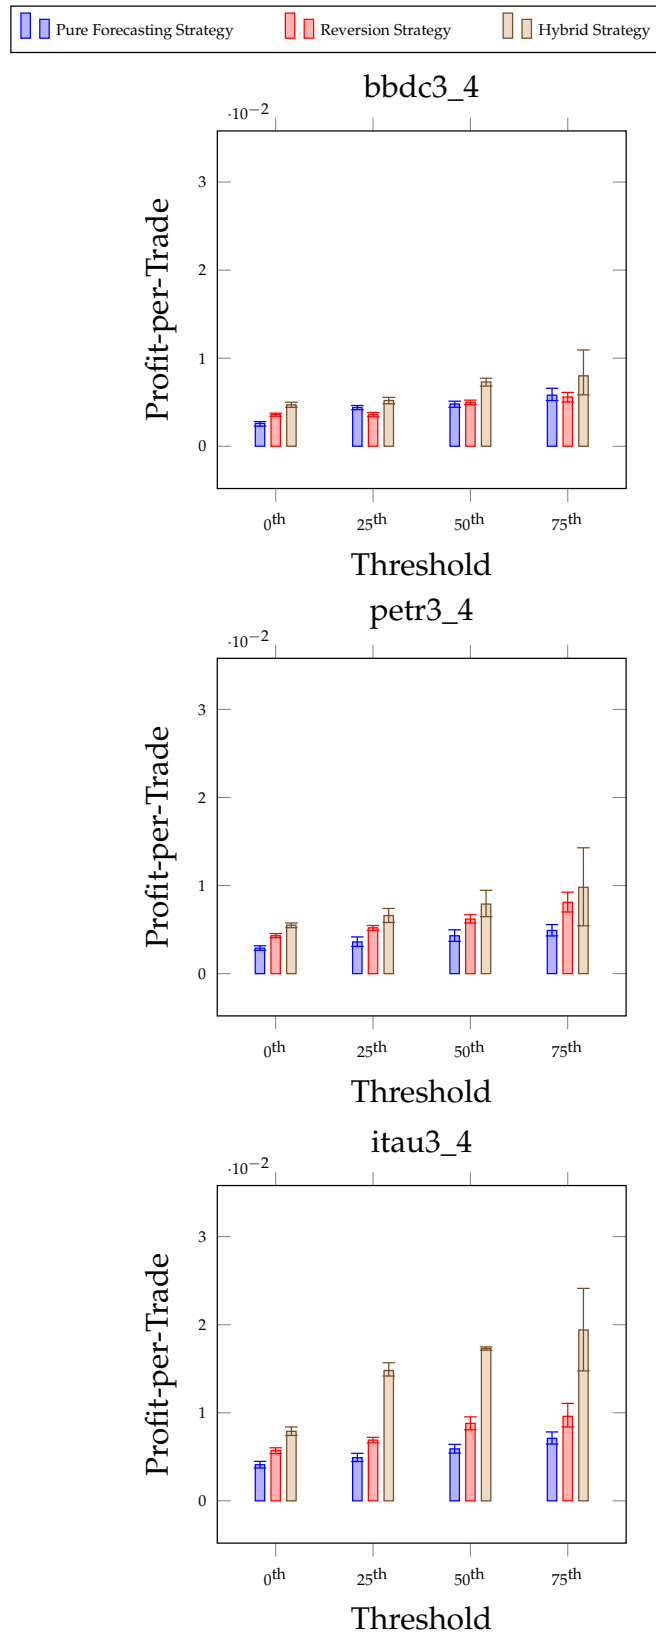 Pure Forecasting Strategy Reversion Strategy Hybrid Strategy
bbdc3_4
·10−2
3
2
1
0
Profit-per-Trade
0th 25th 50th 75th
Threshold
petr3_4
·10−2
3
2
1
0
Profit-per-Trade
0th 25th 50th 75th
Threshold
itau3_4
·10−2
3
2
1
0
Profit-per-Trade
0th 25th 50th 75th
Threshold